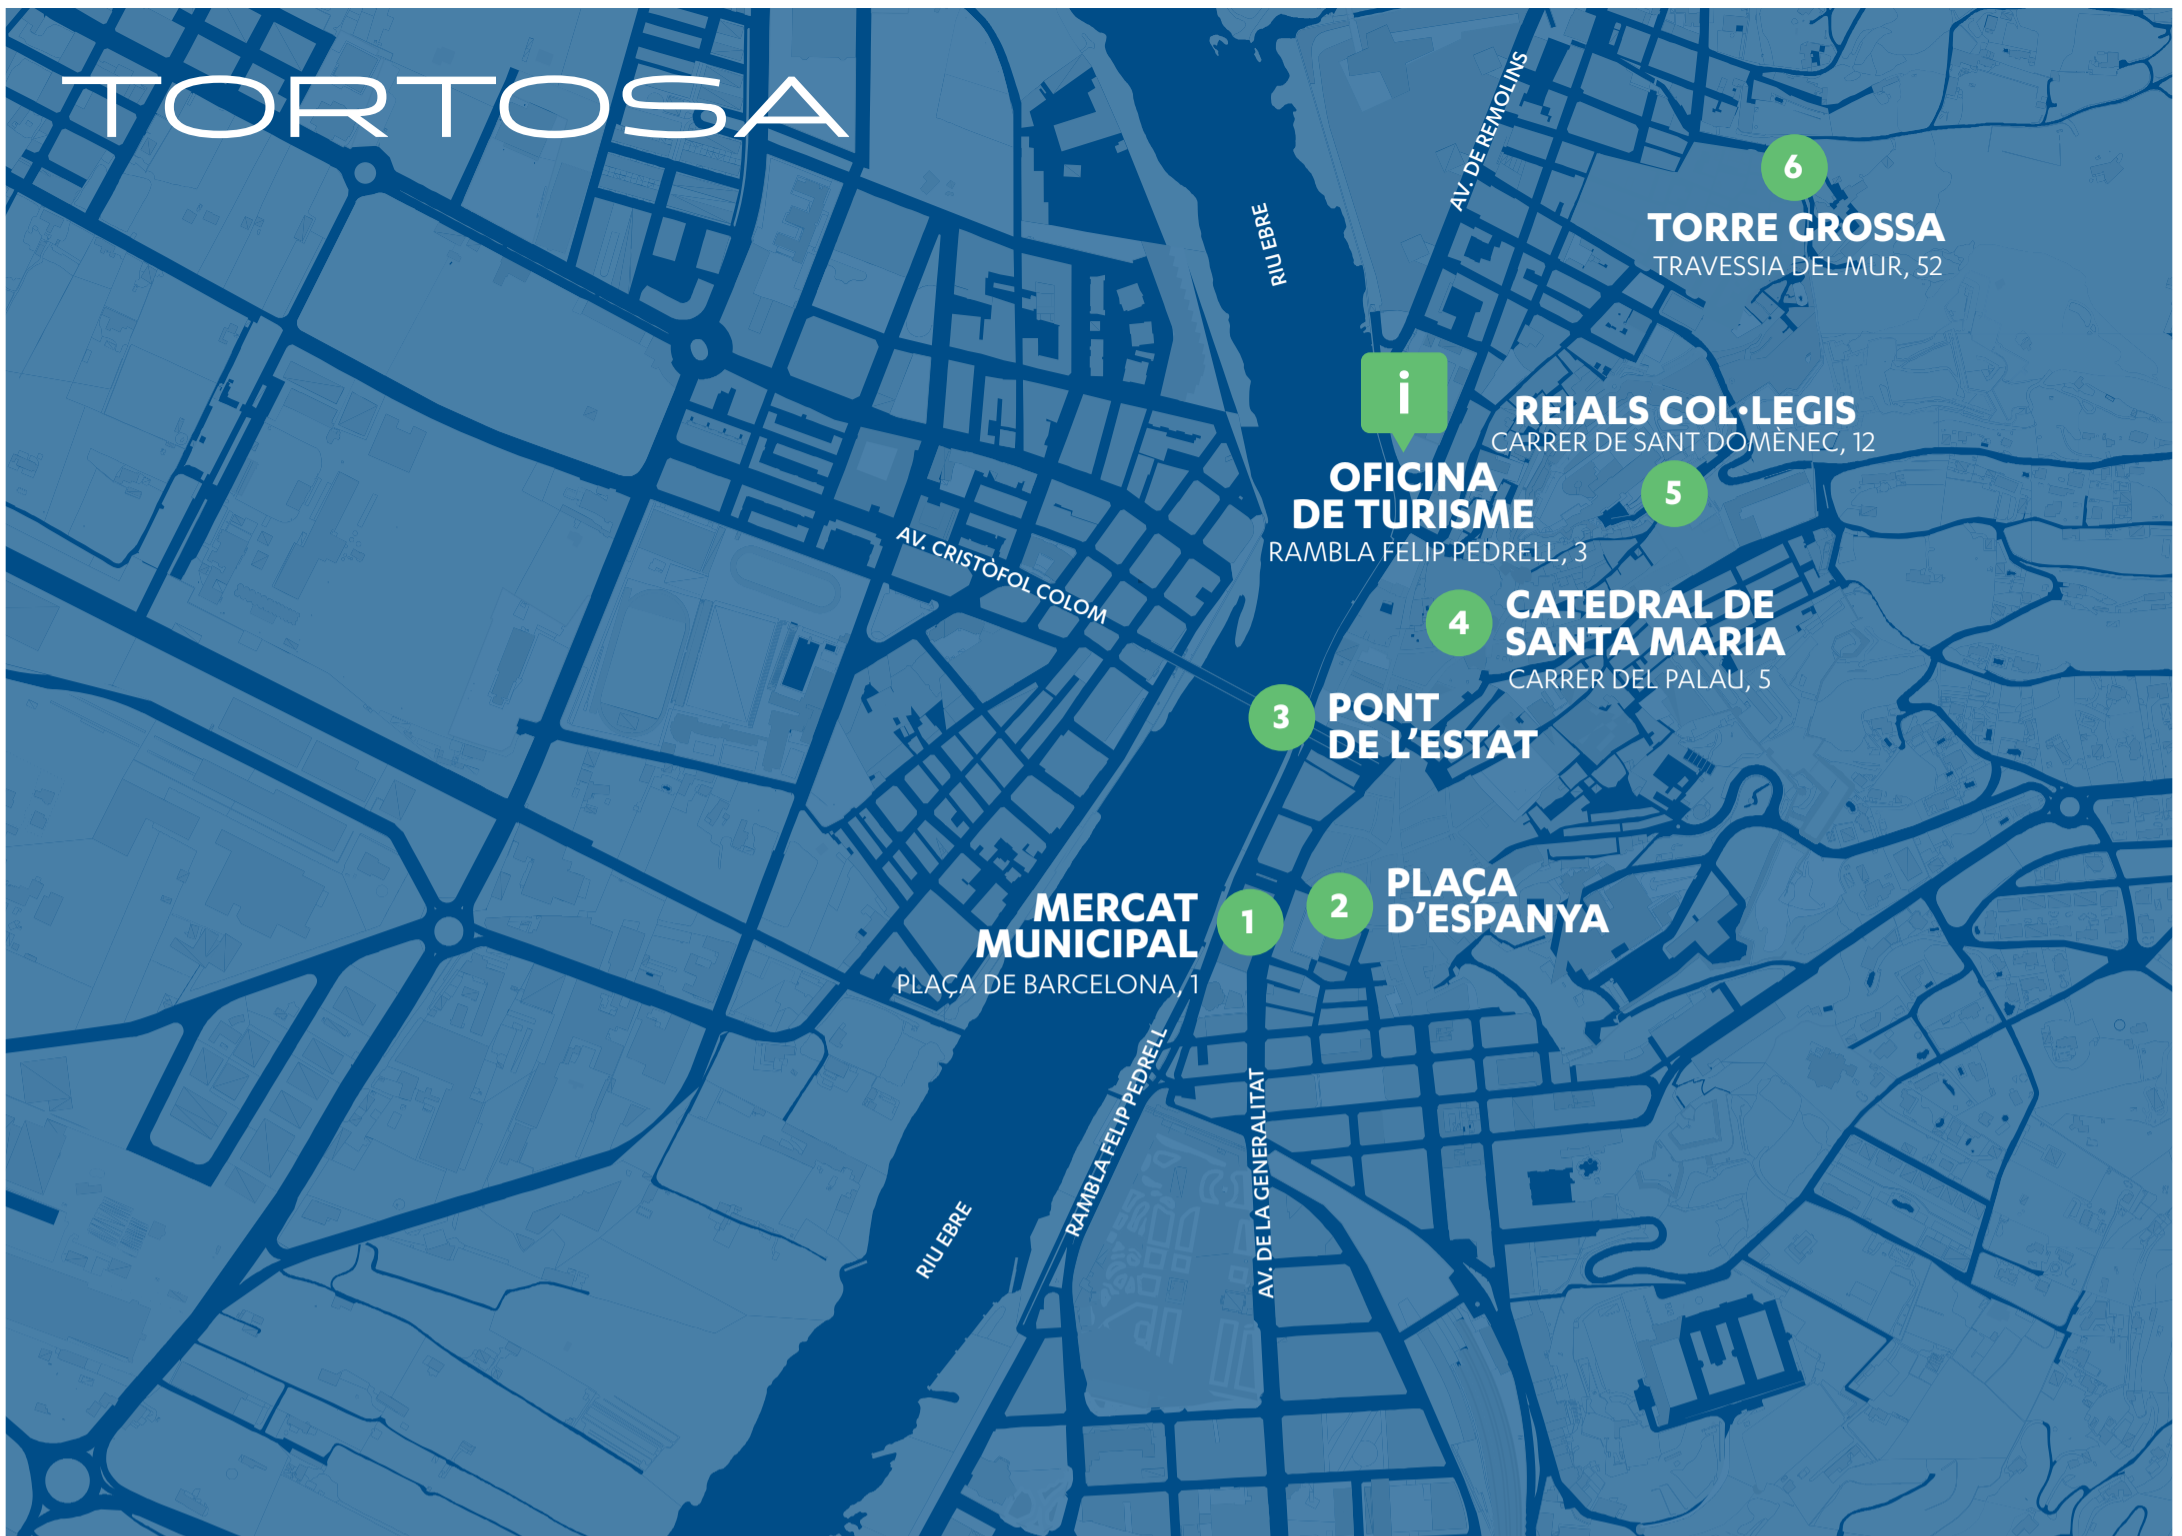 TORTOSA
AV. DE REMOLINS
6
TORRE GROSSA
TRAVESSIA DEL MUR, 52
RIU EBRE
i
OFICINA
DE TURISME
RAMBLA FELIP PEDRELL, 3
REIALS COL·LEGIS
CARRER DE SANT DOMÈNEC, 12
5
AV. CRISTÒFOL COLOM
4
CATEDRAL DE
SANTA MARIA
CARRER DEL PALAU, 5
3
PONT
DE L'ESTAT
MERCAT
MUNICIPAL
PLAÇA DE BARCELONA, 1
1
2
PLAÇA
D'ESPANYA
RAMBLA FELIP PEDRELL
AV. DE LA GENERALITAT
RIU EBRE